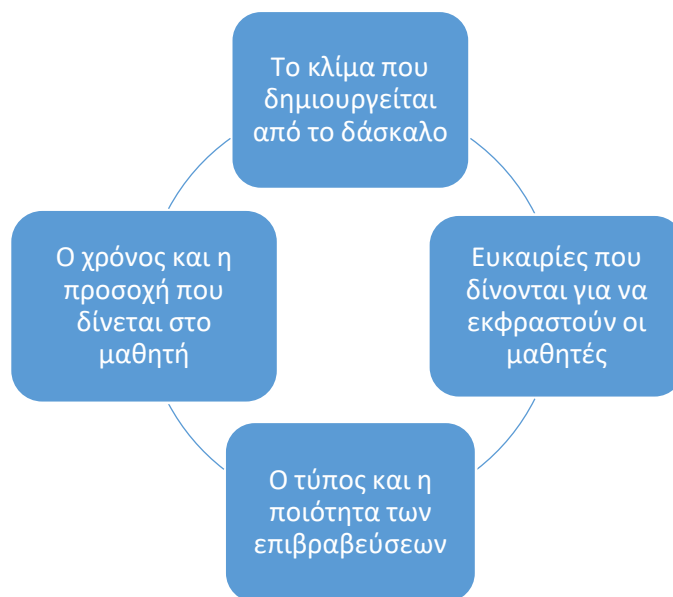 Το κλίμα που
δημιουργείται
από το δάσκαλο
Ευκαιρίες που
δίνονται για να
εκφραστούν οι
μαθητές
Ο τύπος και η
ποιότητα των
επιβραβεύσεων
Ο χρόνος και η
προσοχή που
δίνεται στο
μαθητή